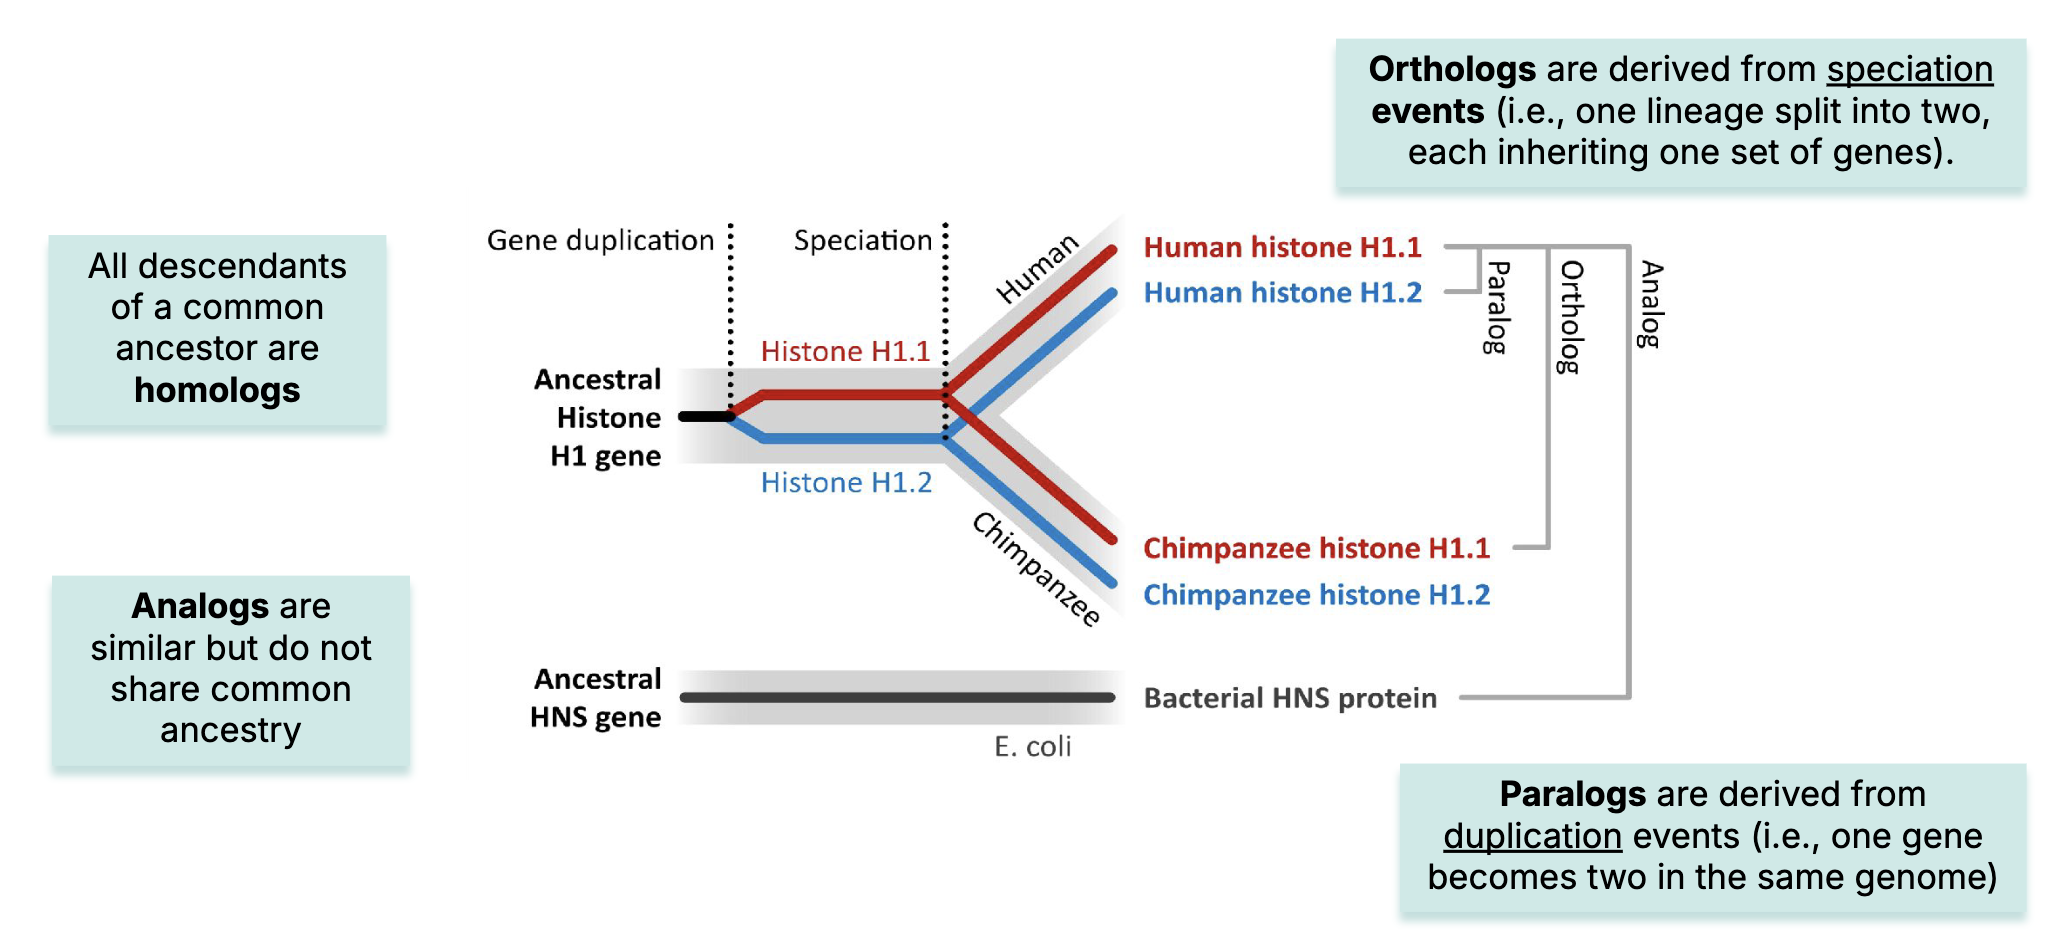 Orthologs are derived from speciation
events (i.e., one lineage split into two,
each inheriting one set of genes).
All descendants
of a common
ancestor are
homologs
Analogs are
similar but do not
share common
ancestry
Gene duplication
Speciation
Human
Histone H1.1
Ancestral
Histone
H1 gene
Histone H1.2
Chimpanzee
Human histone H1.1
Human histone H1.2
Paralog
Ortholog
Analog
Chimpanzee histone H1.1
Chimpanzee histone H1.2
Ancestral
HNS gene
Bacterial HNS protein
E. coli
Paralogs are derived from
duplication events (i.e., one gene
becomes two in the same genome)